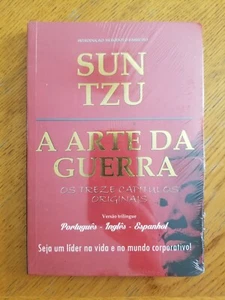 SUN
TZU
A ARTE DA
GUERRA
OS TREZE CAPÍTULOS
ORIGINAIS
Versão bilíngue
Português - Inglês - Espanhol
Seja um líder na vida e no mundo corporativo!